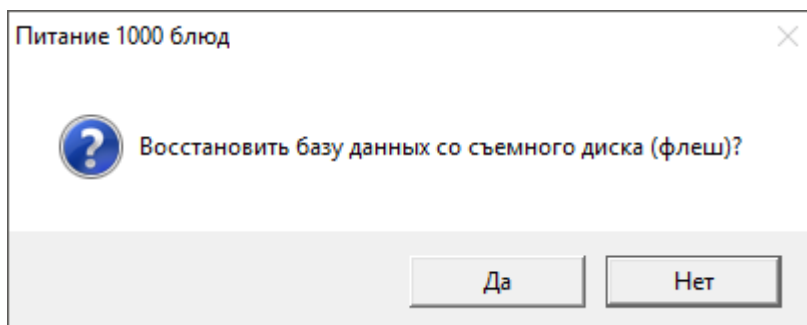 Питание 1000 блюд
Восстановить базу данных со съемного диска (флеш)?
Да
Нет